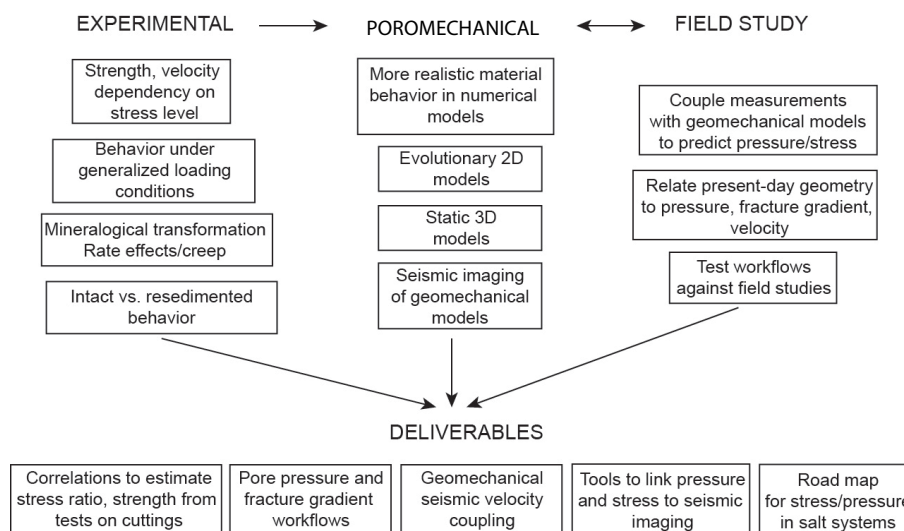 EXPERIMENTAL
POROMECHANICAL
FIELD STUDY
Strength, velocity
dependency on
stress level
Behavior under
generalized loading
conditions
Mineralogical transformation
Rate effects/creep
Intact vs. resedimented
behavior
More realistic material
behavior in numerical
models
Evolutionary 2D
models
Static 3D
models
Seismic imaging
of geomechanical
models
Couple measurements
with geomechanical models
to predict pressure/stress
Relate present-day geometry
to pressure, fracture gradient,
velocity
Test workflows
against field studies
DELIVERABLES
Correlations to estimate
stress ratio, strength from
tests on cuttings
Pore pressure and
fracture gradient
workflows
Geomechanical
seismic velocity
coupling
Tools to link pressure
and stress to seismic
imaging
Road map
for stress/pressure
in salt systems